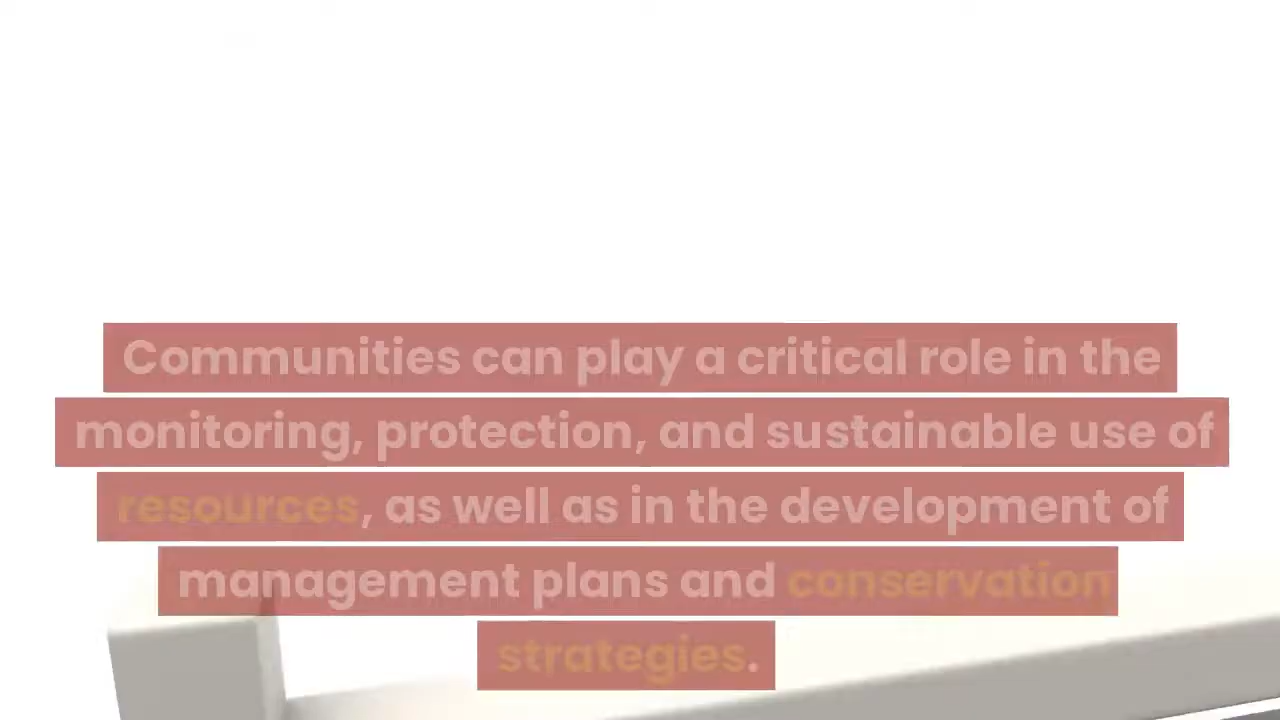 Communities can play a critical role in the
monitoring, protection, and sustainable use of
resources, as well as in the development of
management plans and conservation
strategies.